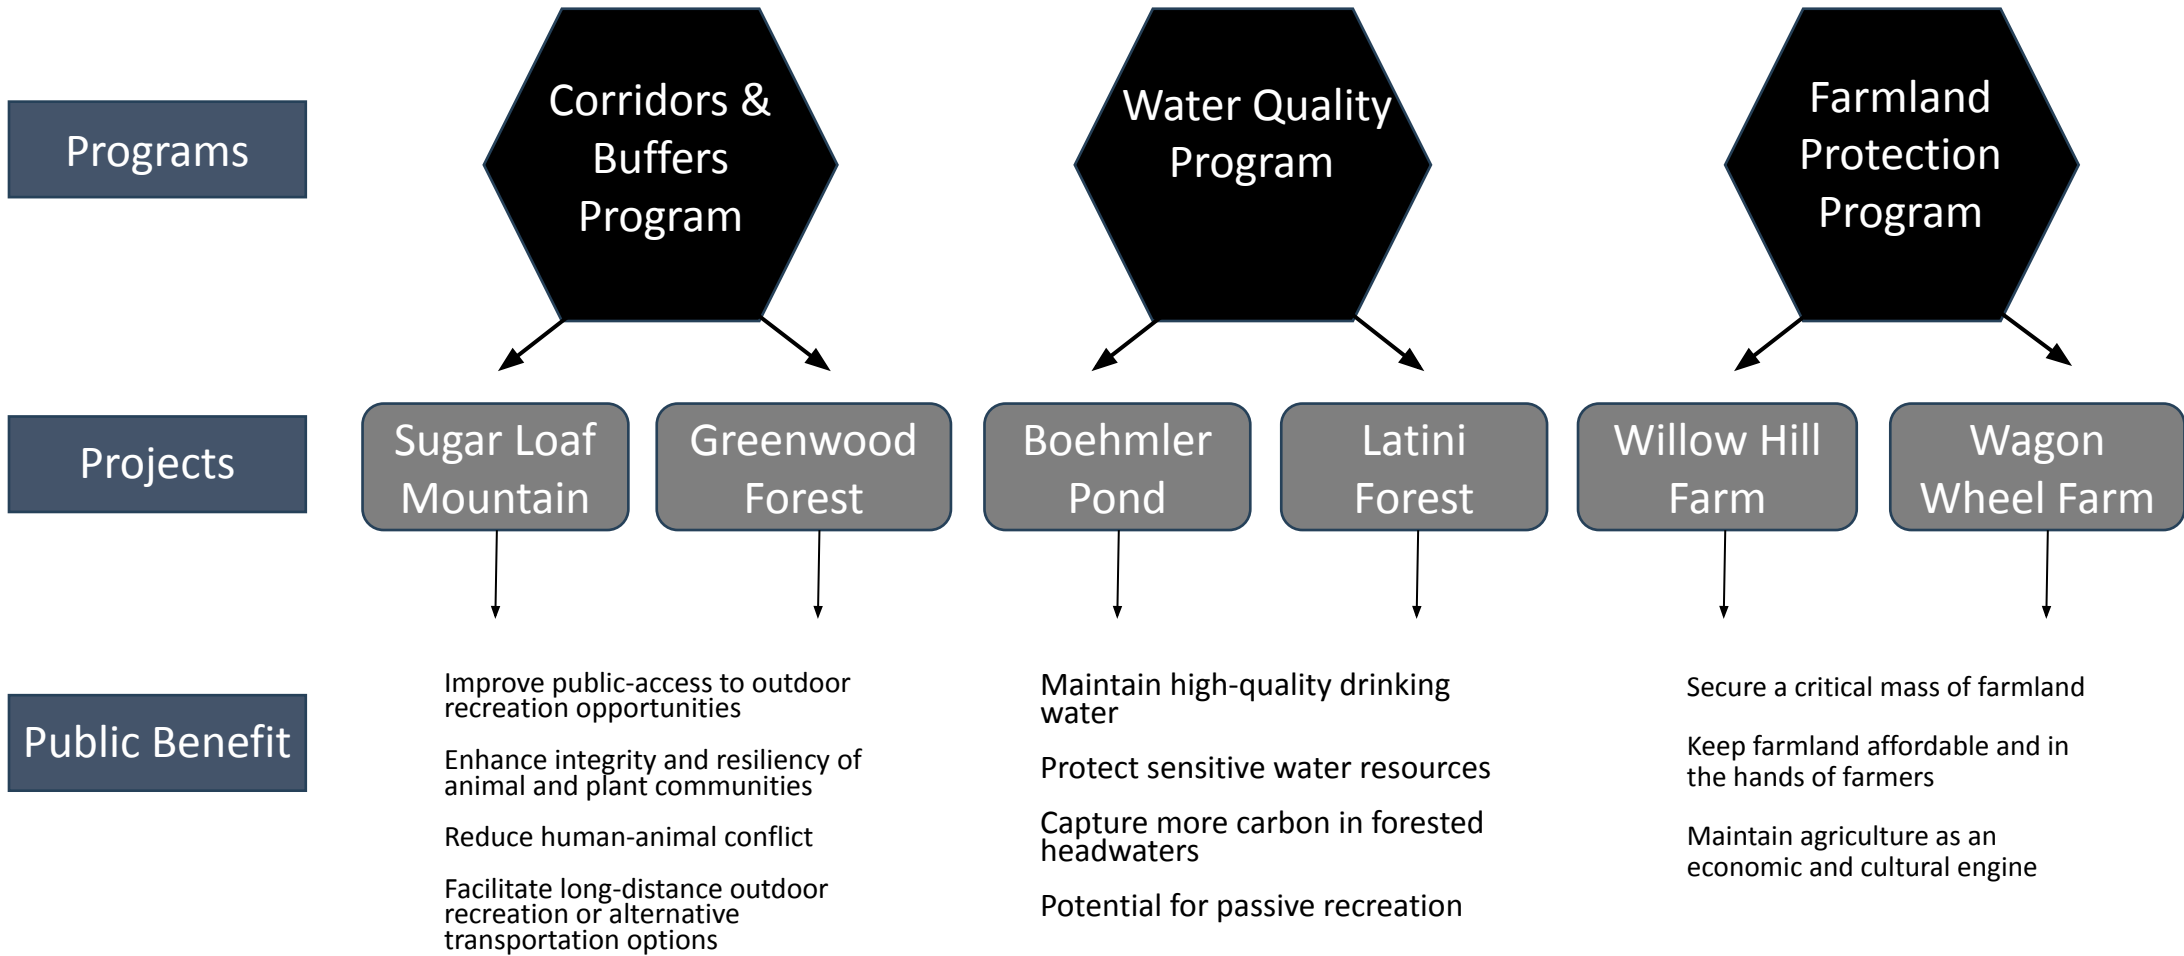 Programs
Corridors &
Buffers
Program
Water Quality
Program
Farmland
Protection
Program
Projects
Sugar Loaf
Mountain
Greenwood
Forest
Boehmler
Pond
Latini
Forest
Willow Hill
Farm
Wagon
Wheel Farm
Public Benefit
Improve public-access to outdoor
recreation opportunities
Enhance integrity and resiliency of
animal and plant communities
Reduce human-animal conflict
Facilitate long-distance outdoor
recreation or alternative
transportation options
Maintain high-quality drinking
water
Protect sensitive water resources
Capture more carbon in forested
headwaters
Potential for passive recreation
Secure a critical mass of farmland
Keep farmland affordable and in
the hands of farmers
Maintain agriculture as an
economic and cultural engine